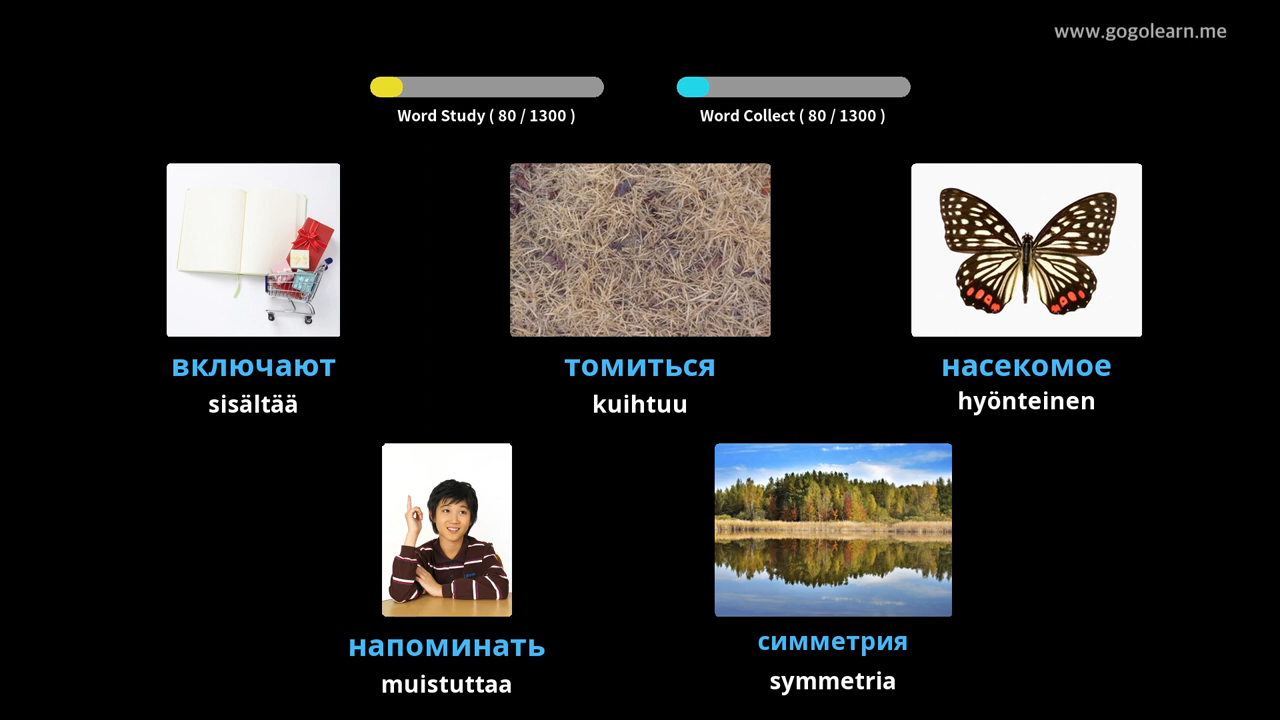 www.gogolearn.me
Word Study ( 80 / 1300 )
Word Collect ( 80 / 1300 )
включают
sisältää
томиться
kuihtuu
насекомое
hyönteinen
напоминать
muistuttaa
симметрия
symmetria